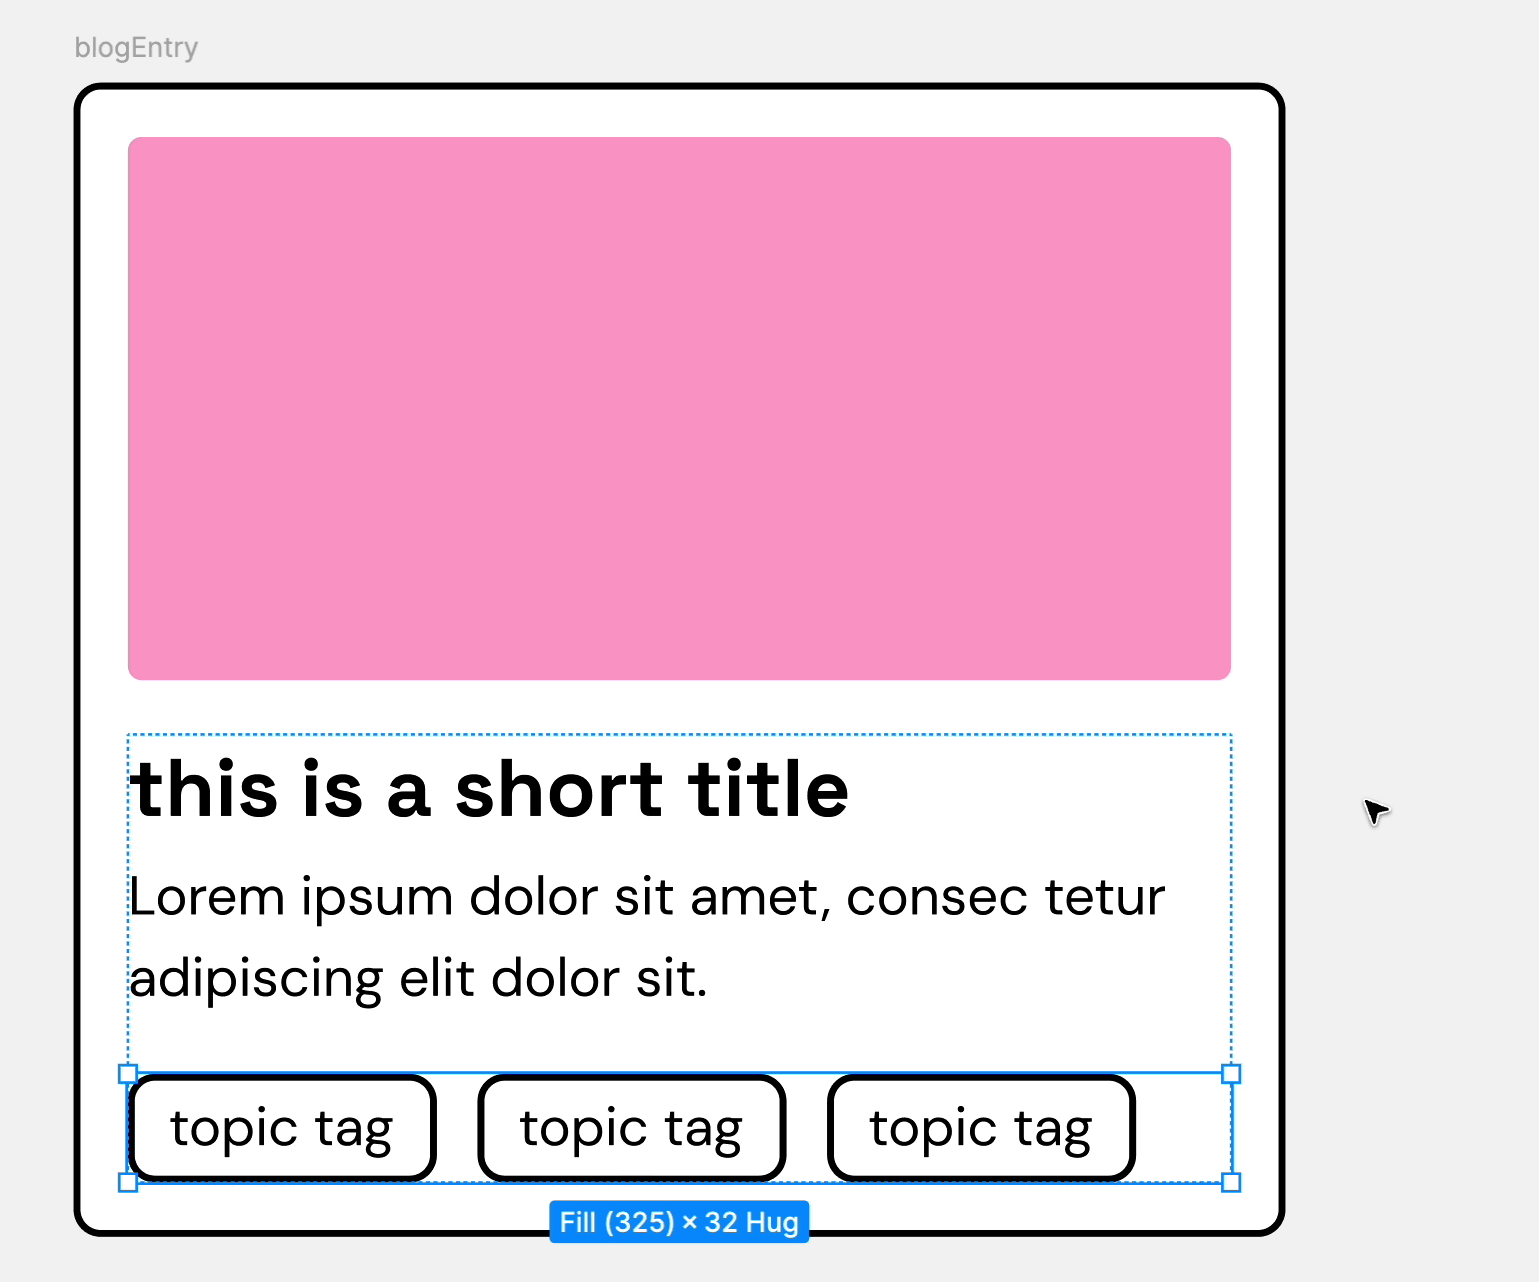 blogEntry
this is a short title
Lorem ipsum dolor sit amet, consec tetur
adipiscing elit dolor sit.
topic tag topic tag topic tag
Fill (325) × 32 Hug